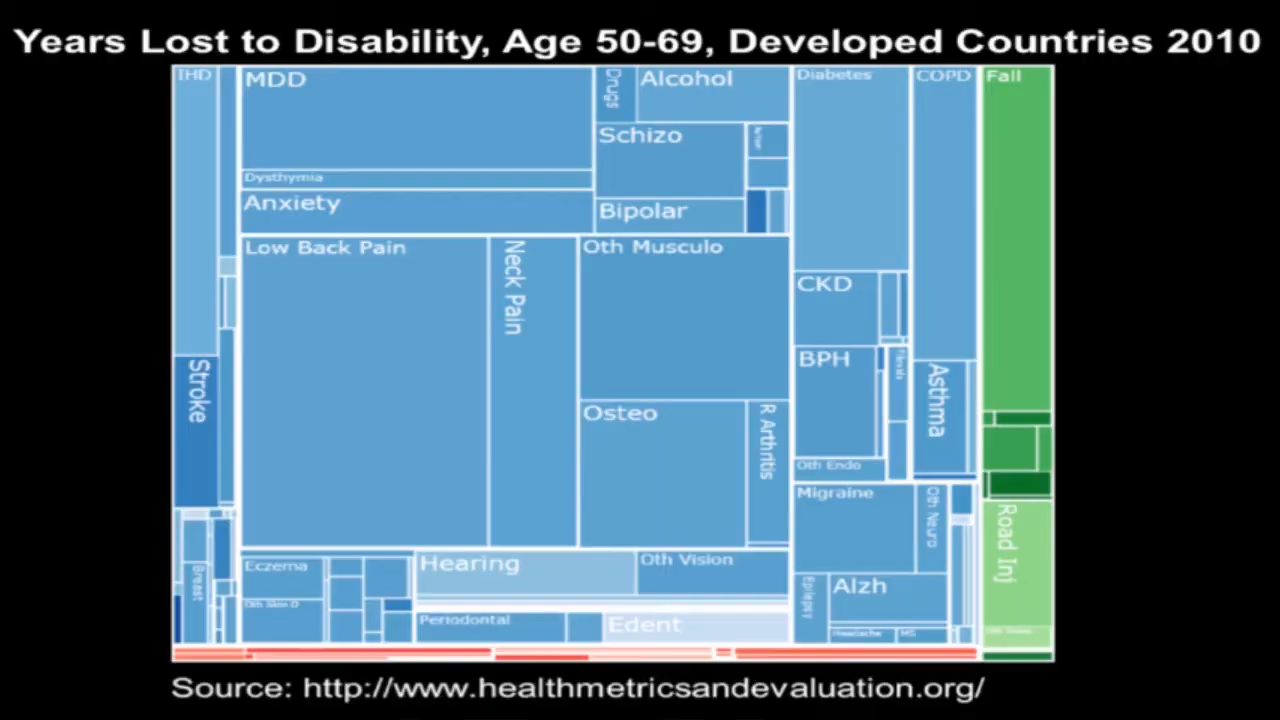 Years Lost to Disability, Age 50-69, Developed Countries 2010
IHD
MDD
Drugs
Alcohol
Diabetes
COPD
Fall
Schizo
Dysthymia
Anxiety
Bipolar
Low Back Pain
Neck Pain
Oth Musculo
CKD
Stroke
BPH
Asthma
Osteo
R Arthritis
Oth Endo
Migraine
Oth Neuro
Road Inj
Breast
Eczema
Hearing
Oth Vision
Epilepsy
Alzh
Oth Skin D
Periodontal
Edent
Headache
MS
Source: http://www.healthmetricsandevaluation.org/